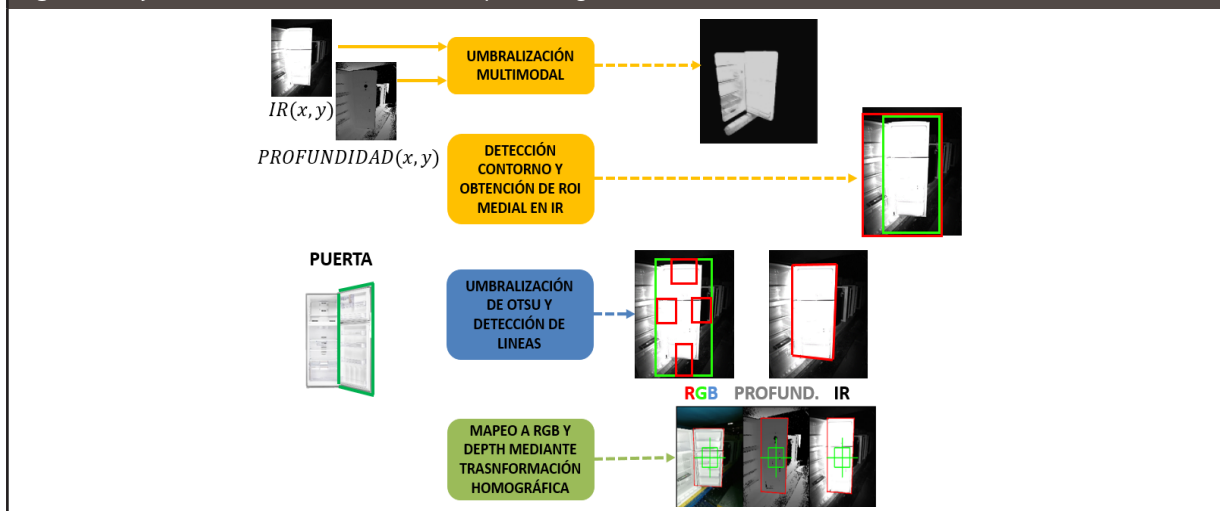 IR(x, y)
PROFUNDIDAD(x, y)
UMBRALIZACIÓN
MULTIMODAL
DETECCIÓN
CONTORNO Y
OBTENCIÓN DE ROI
MEDIAL EN IR
PUERTA
UMBRALIZACIÓN
DE OTSU Y
DETECCIÓN DE
LINEAS
RGB PROFUND. IR
MAPEO A RGB Y
DEPTH MEDIANTE
TRASNFORMACIÓN
HOMOGRÁFICA